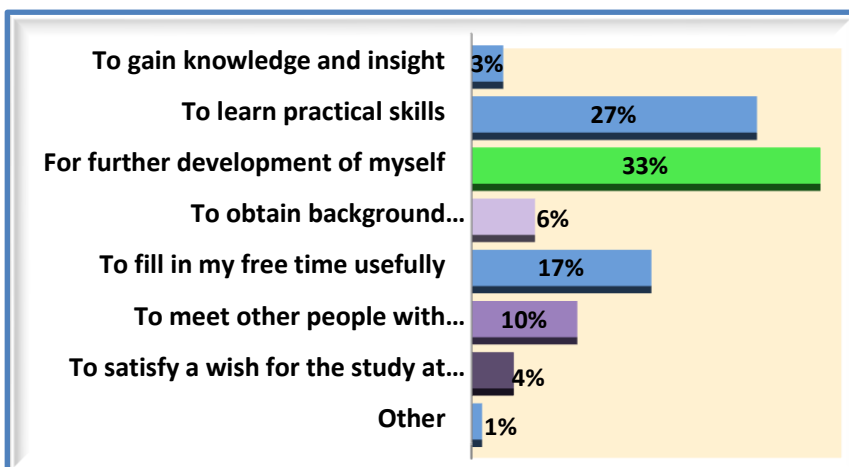 To gain knowledge and insight 3%
To learn practical skills 27%
For further development of myself 33%
To obtain background... 6%
To fill in my free time usefully 17%
To meet other people with... 10%
To satisfy a wish for the study at... 4%
Other 1%